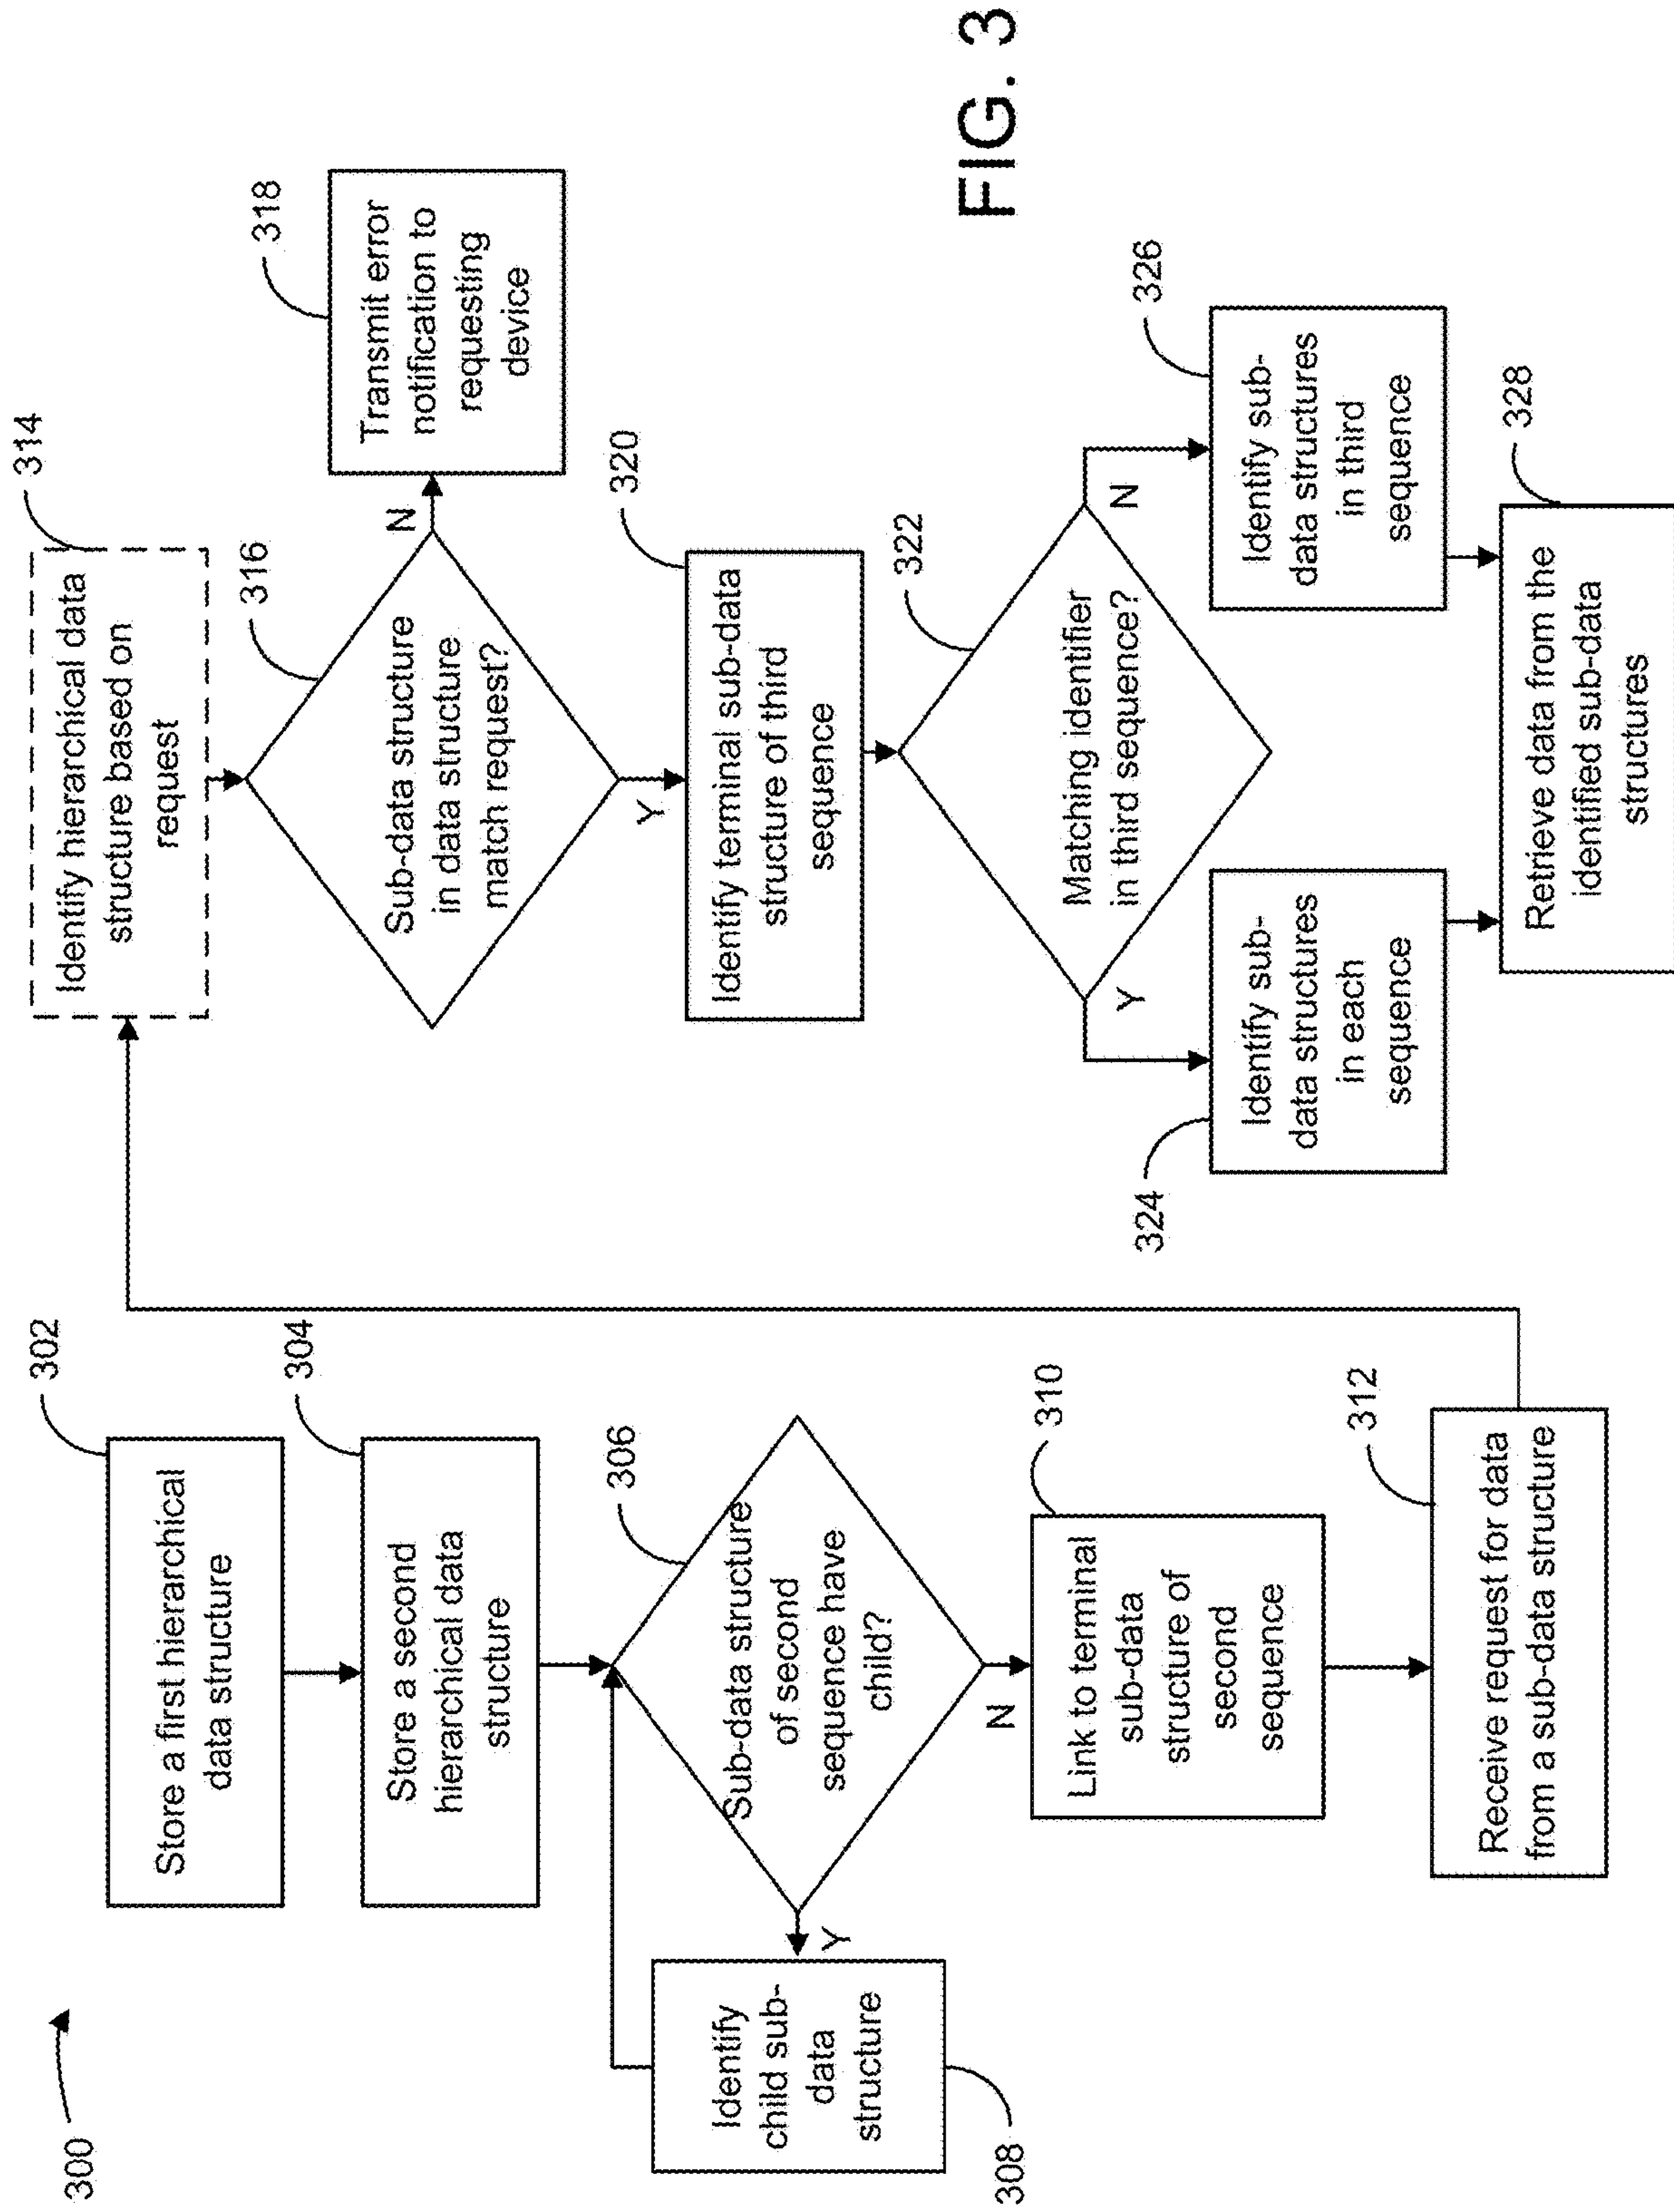 300
302
Store a first hierarchical
data structure
304
Store a second
hierarchical data
structure
306
Sub-data structure
of second
sequence have
child?
Y
308
Identify
child sub-
data
structure
N
310
Link to terminal
sub-data
structure of
second
sequence
312
Receive request for data
from a sub-data structure
314
Identify hierarchical data
structure based on
request
316
Sub-data structure
in data structure
match request?
N
318
Transmit error
notification to
requesting
device
Y
320
Identify terminal sub-data
structure of third
sequence
322
Matching identifier
in third sequence?
Y
N
324
Identify sub-
data structures
in each
sequence
326
Identify sub-
data structures
in third
sequence
328
Retrieve data from the
identified sub-data
structures
FIG. 3